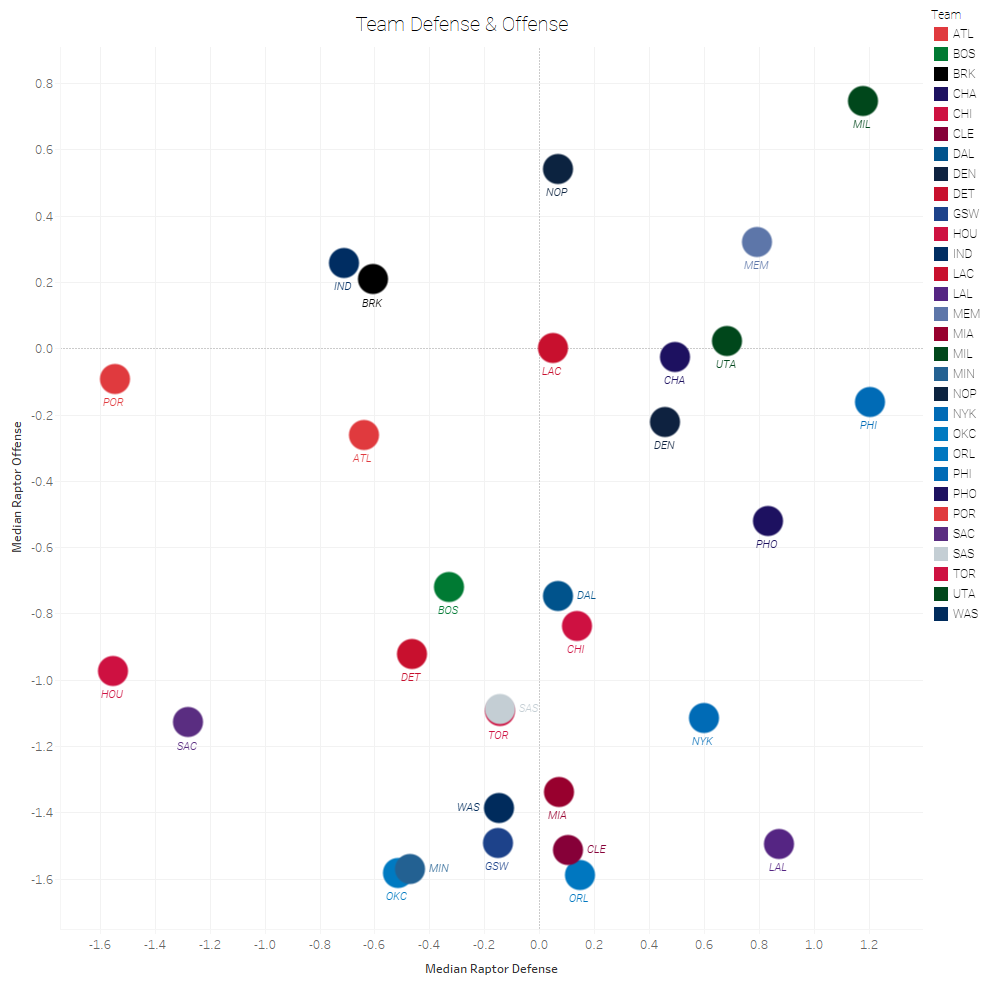 Team Defense & Offense
Team
ATL
BOS
BRK
CHA
CHI
CLE
DAL
DEN
DET
GSW
HOU
IND
LAC
LAL
MEM
MIA
MIL
MIN
NOP
NYK
OKC
ORL
PHI
PHO
POR
SAC
SAS
TOR
UTA
WAS
Median Raptor Offense
0.8
0.6
0.4
0.2
0.0
-0.2
-0.4
-0.6
-0.8
-1.0
-1.2
-1.4
-1.6
MIL
NOP
MEM
IND
BRK
LAC
UTA
CHA
POR
PHI
DEN
ATL
PHO
DAL
BOS
CHI
DET
HOU
SAS
TOR
NYK
SAC
WAS
MIA
CLE
GSW
LAL
MIN
OKC
ORL
-1.6 -1.4 -1.2 -1.0 -0.8 -0.6 -0.4 -0.2 0.0 0.2 0.4 0.6 0.8 1.0 1.2
Median Raptor Defense